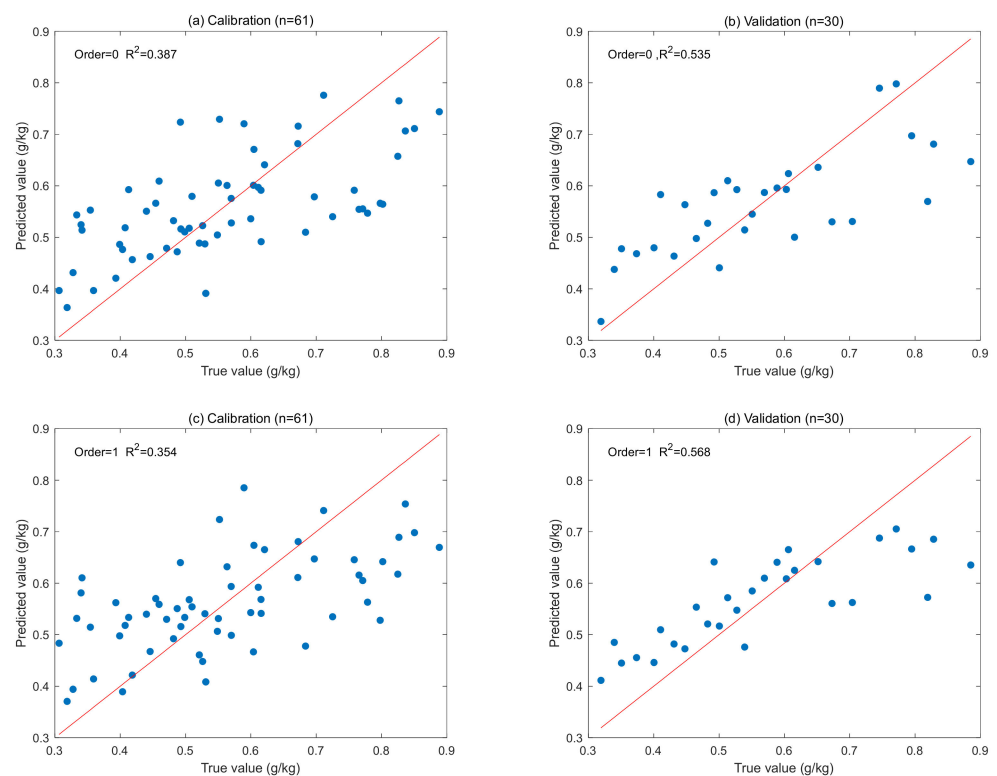 (a) Calibration (n=61)
Order=0 R²=0.387
Predicted value (g/kg)
0.9
0.8
0.7
0.6
0.5
0.4
0.3
0.3 0.4 0.5 0.6 0.7 0.8 0.9
True value (g/kg)
(b) Validation (n=30)
Order=0 ,R²=0.535
Predicted value (g/kg)
0.9
0.8
0.7
0.6
0.5
0.4
0.3
0.3 0.4 0.5 0.6 0.7 0.8 0.9
True value (g/kg)
(c) Calibration (n=61)
Order=1 R²=0.354
Predicted value (g/kg)
0.9
0.8
0.7
0.6
0.5
0.4
0.3
0.3 0.4 0.5 0.6 0.7 0.8 0.9
True value (g/kg)
(d) Validation (n=30)
Order=1 R²=0.568
Predicted value (g/kg)
0.9
0.8
0.7
0.6
0.5
0.4
0.3
0.3 0.4 0.5 0.6 0.7 0.8 0.9
True value (g/kg)